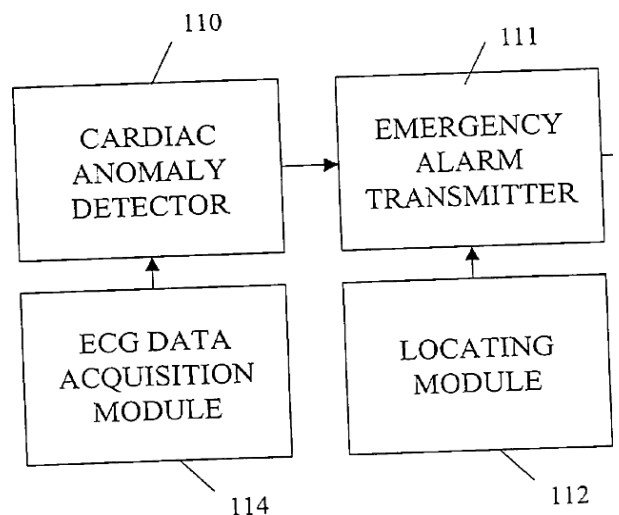 110
111
CARDIAC
ANOMALY
DETECTOR
EMERGENCY
ALARM
TRANSMITTER
ECG DATA
ACQUISITION
MODULE
LOCATING
MODULE
114
112